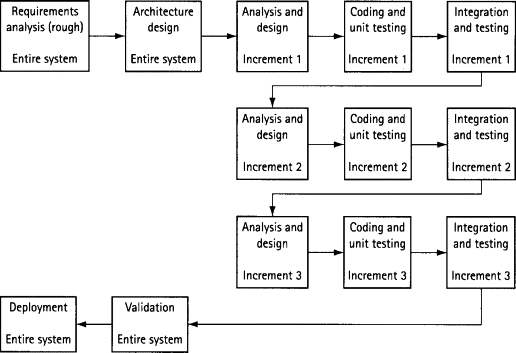 Requirements
analysis (rough)
Entire system
Architecture
design
Entire system
Analysis and
design
Increment 1
Coding and
unit testing
Increment 1
Integration
and testing
Increment 1
Analysis and
design
Increment 2
Coding and
unit testing
Increment 2
Integration
and testing
Increment 2
Analysis and
design
Increment 3
Coding and
unit testing
Increment 3
Integration
and testing
Increment 3
Deployment
Entire system
Validation
Entire system